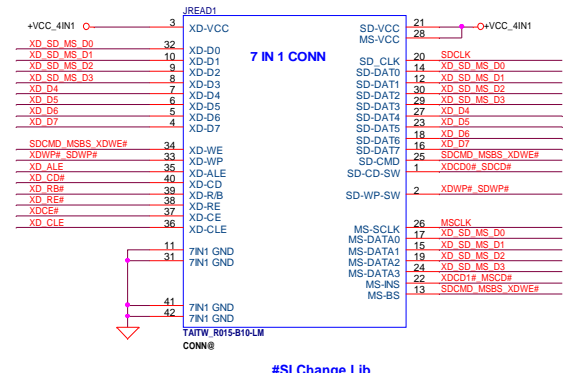 JREAD1
+VCC_4IN1 3 XD-VCC SD-VCC 21 +VCC_4IN1
MS-VCC 28
7 IN 1 CONN
XD_SD_MS_D0 32 XD-D0 SD_CLK 20 SDCLK
XD_SD_MS_D1 10 XD-D1 SD-DAT0 14 XD_SD_MS_D0
XD_SD_MS_D2 9 XD-D2 SD-DAT1 12 XD_SD_MS_D1
XD_SD_MS_D3 8 XD-D3 SD-DAT2 30 XD_SD_MS_D2
XD_D4 7 XD-D4 SD-DAT3 29 XD_SD_MS_D3
XD_D5 6 XD-D5 SD-DAT4 27 XD_D4
XD_D6 5 XD-D6 SD-DAT5 23 XD_D5
XD_D7 4 XD-D7 SD-DAT6 18 XD_D6
SD-DAT7 16 XD_D7
SDCMD_MSBS_XDWE# 34 XD-WE SD-CMD 25 SDCMD_MSBS_XDWE#
XDWP#_SDWP# 33 XD-WP SD-CD-SW 1 XDCD0#_SDCD#
XD_ALE 35 XD-ALE
XD_CD# 40 XD-CD SD-WP-SW 2 XDWP#_SDWP#
XD_RB# 39 XD-R/B
XD_RE# 38 XD-RE
XDCE# 37 XD-CE
XD_CLE 36 XD-CLE MS-SCLK 26 MSCLK
MS-DATA0 17 XD_SD_MS_D0
11 7IN1 GND MS-DATA1 15 XD_SD_MS_D1
31 7IN1 GND MS-DATA2 19 XD_SD_MS_D2
MS-DATA3 24 XD_SD_MS_D3
MS-INS 22 XDCD1#_MSCD#
MS-BS 13 SDCMD_MSBS_XDWE#
41 7IN1 GND
42 7IN1 GND
TAITW_R015-B10-LM
CONN@
#SI Change Lib